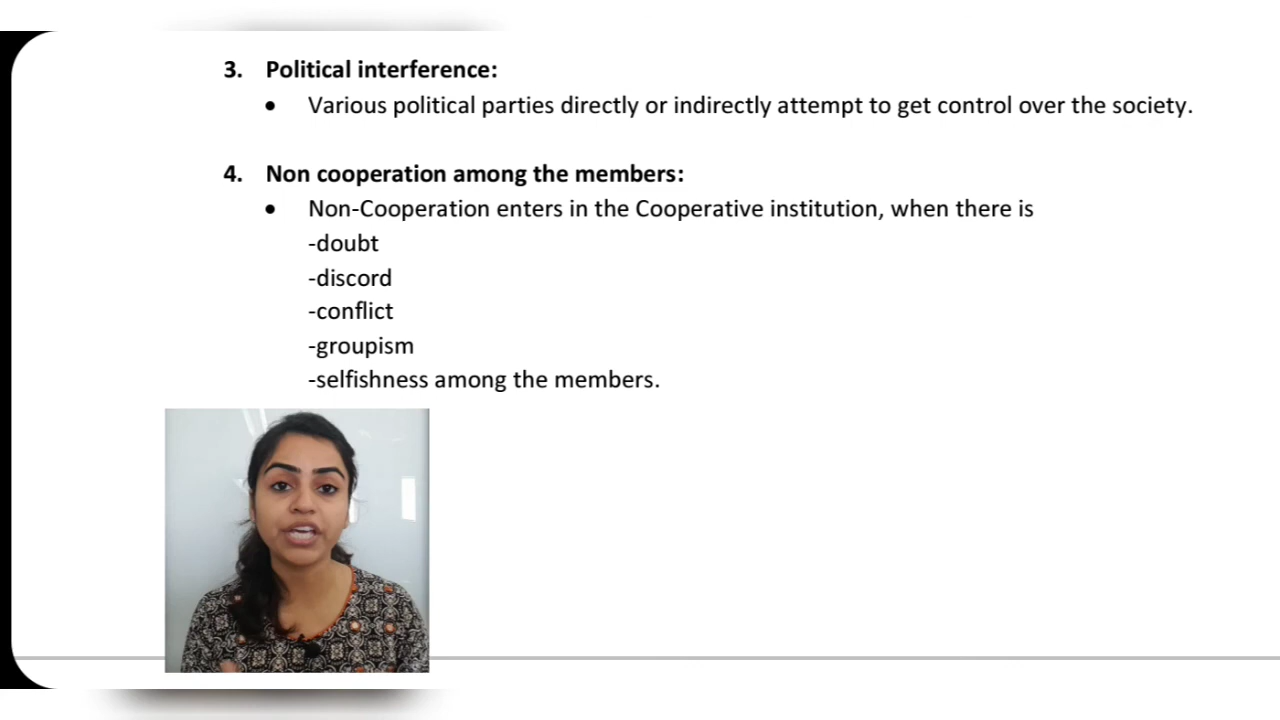 3. Political interference:
• Various political parties directly or indirectly attempt to get control over the society.
4. Non cooperation among the members:
• Non-Cooperation enters in the Cooperative institution, when there is
-doubt
-discord
-conflict
-groupism
-selfishness among the members.